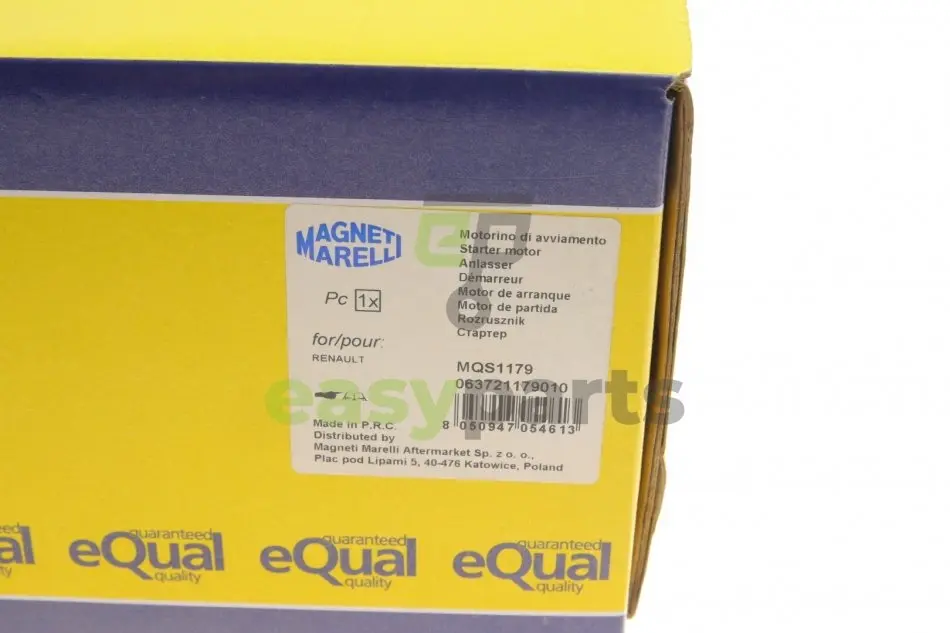 MAGNETI
MARELLI
Pc 1x
for/pour:
RENAULT
Made in P.R.C.
Distributed by
Magneti Marelli Aftermarket Sp. z o. o.,
Plac pod Lipami 5, 40-476 Katowice, Poland
Motorino di avviamento
Starter motor
Anlasser
Démarreur
Motor de arranque
Motor de partida
Rozrusznik
Стартер
MQS1179
063721179010
8 050947 054613
easyparts
guaranteed
eQual
quality
guaranteed
eQual
quality
guaranteed
eQual
quality